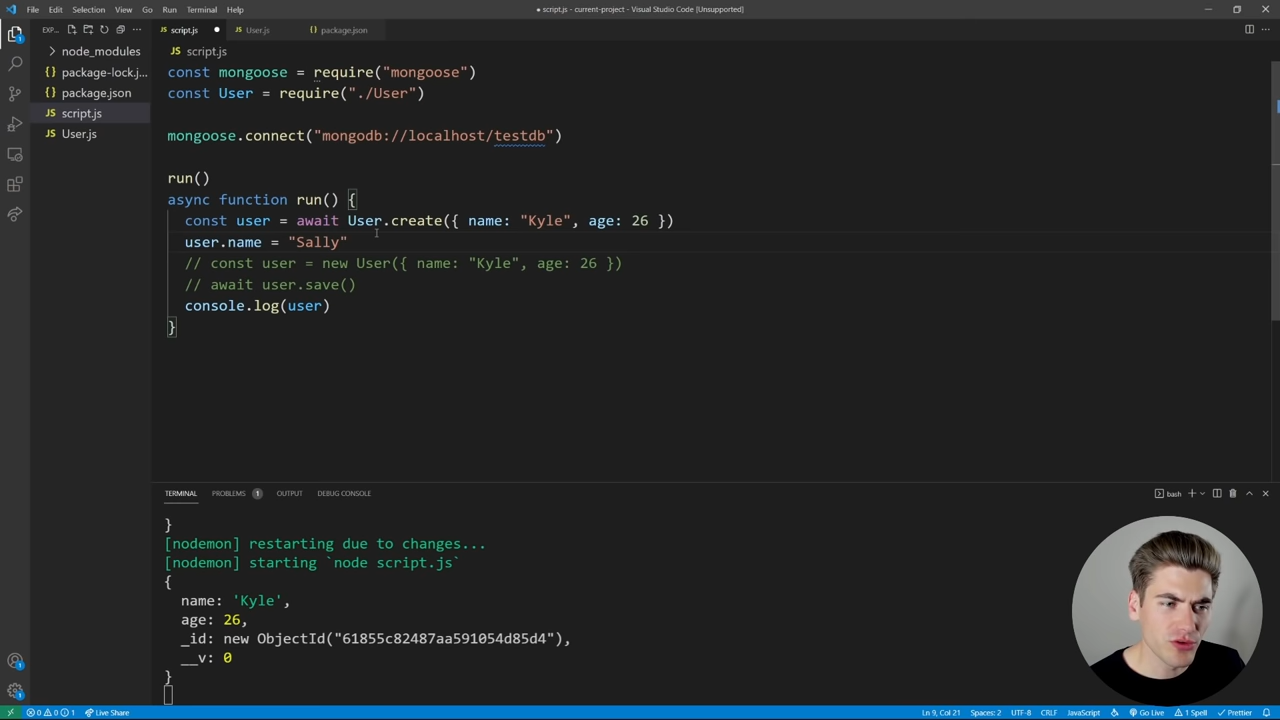 File Edit Selection View Go Run Terminal Help
● script.js - current-project - Visual Studio Code [Unsupported]
EXP...
script.js
User.js
package.json
node_modules
package-lock.j...
package.json
script.js
User.js
script.js
const mongoose = require("mongoose")
const User = require("./User")
mongoose.connect("mongodb://localhost/testdb")
run()
async function run() {
const user = await User.create({ name: "Kyle", age: 26 })
user.name = "Sally"
// const user = new User({ name: "Kyle", age: 26 })
// await user.save()
console.log(user)
}
TERMINAL PROBLEMS 1 OUTPUT DEBUG CONSOLE
bash
}
[nodemon] restarting due to changes...
[nodemon] starting `node script.js`
{
name: 'Kyle',
age: 26,
_id: new ObjectId("61855c82487aa591054d85d4"),
__v: 0
}
0 0 1 Live Share
Ln 9, Col 21 Spaces: 2 UTF-8 CRLF JavaScript Go Live 1 Spell Prettier